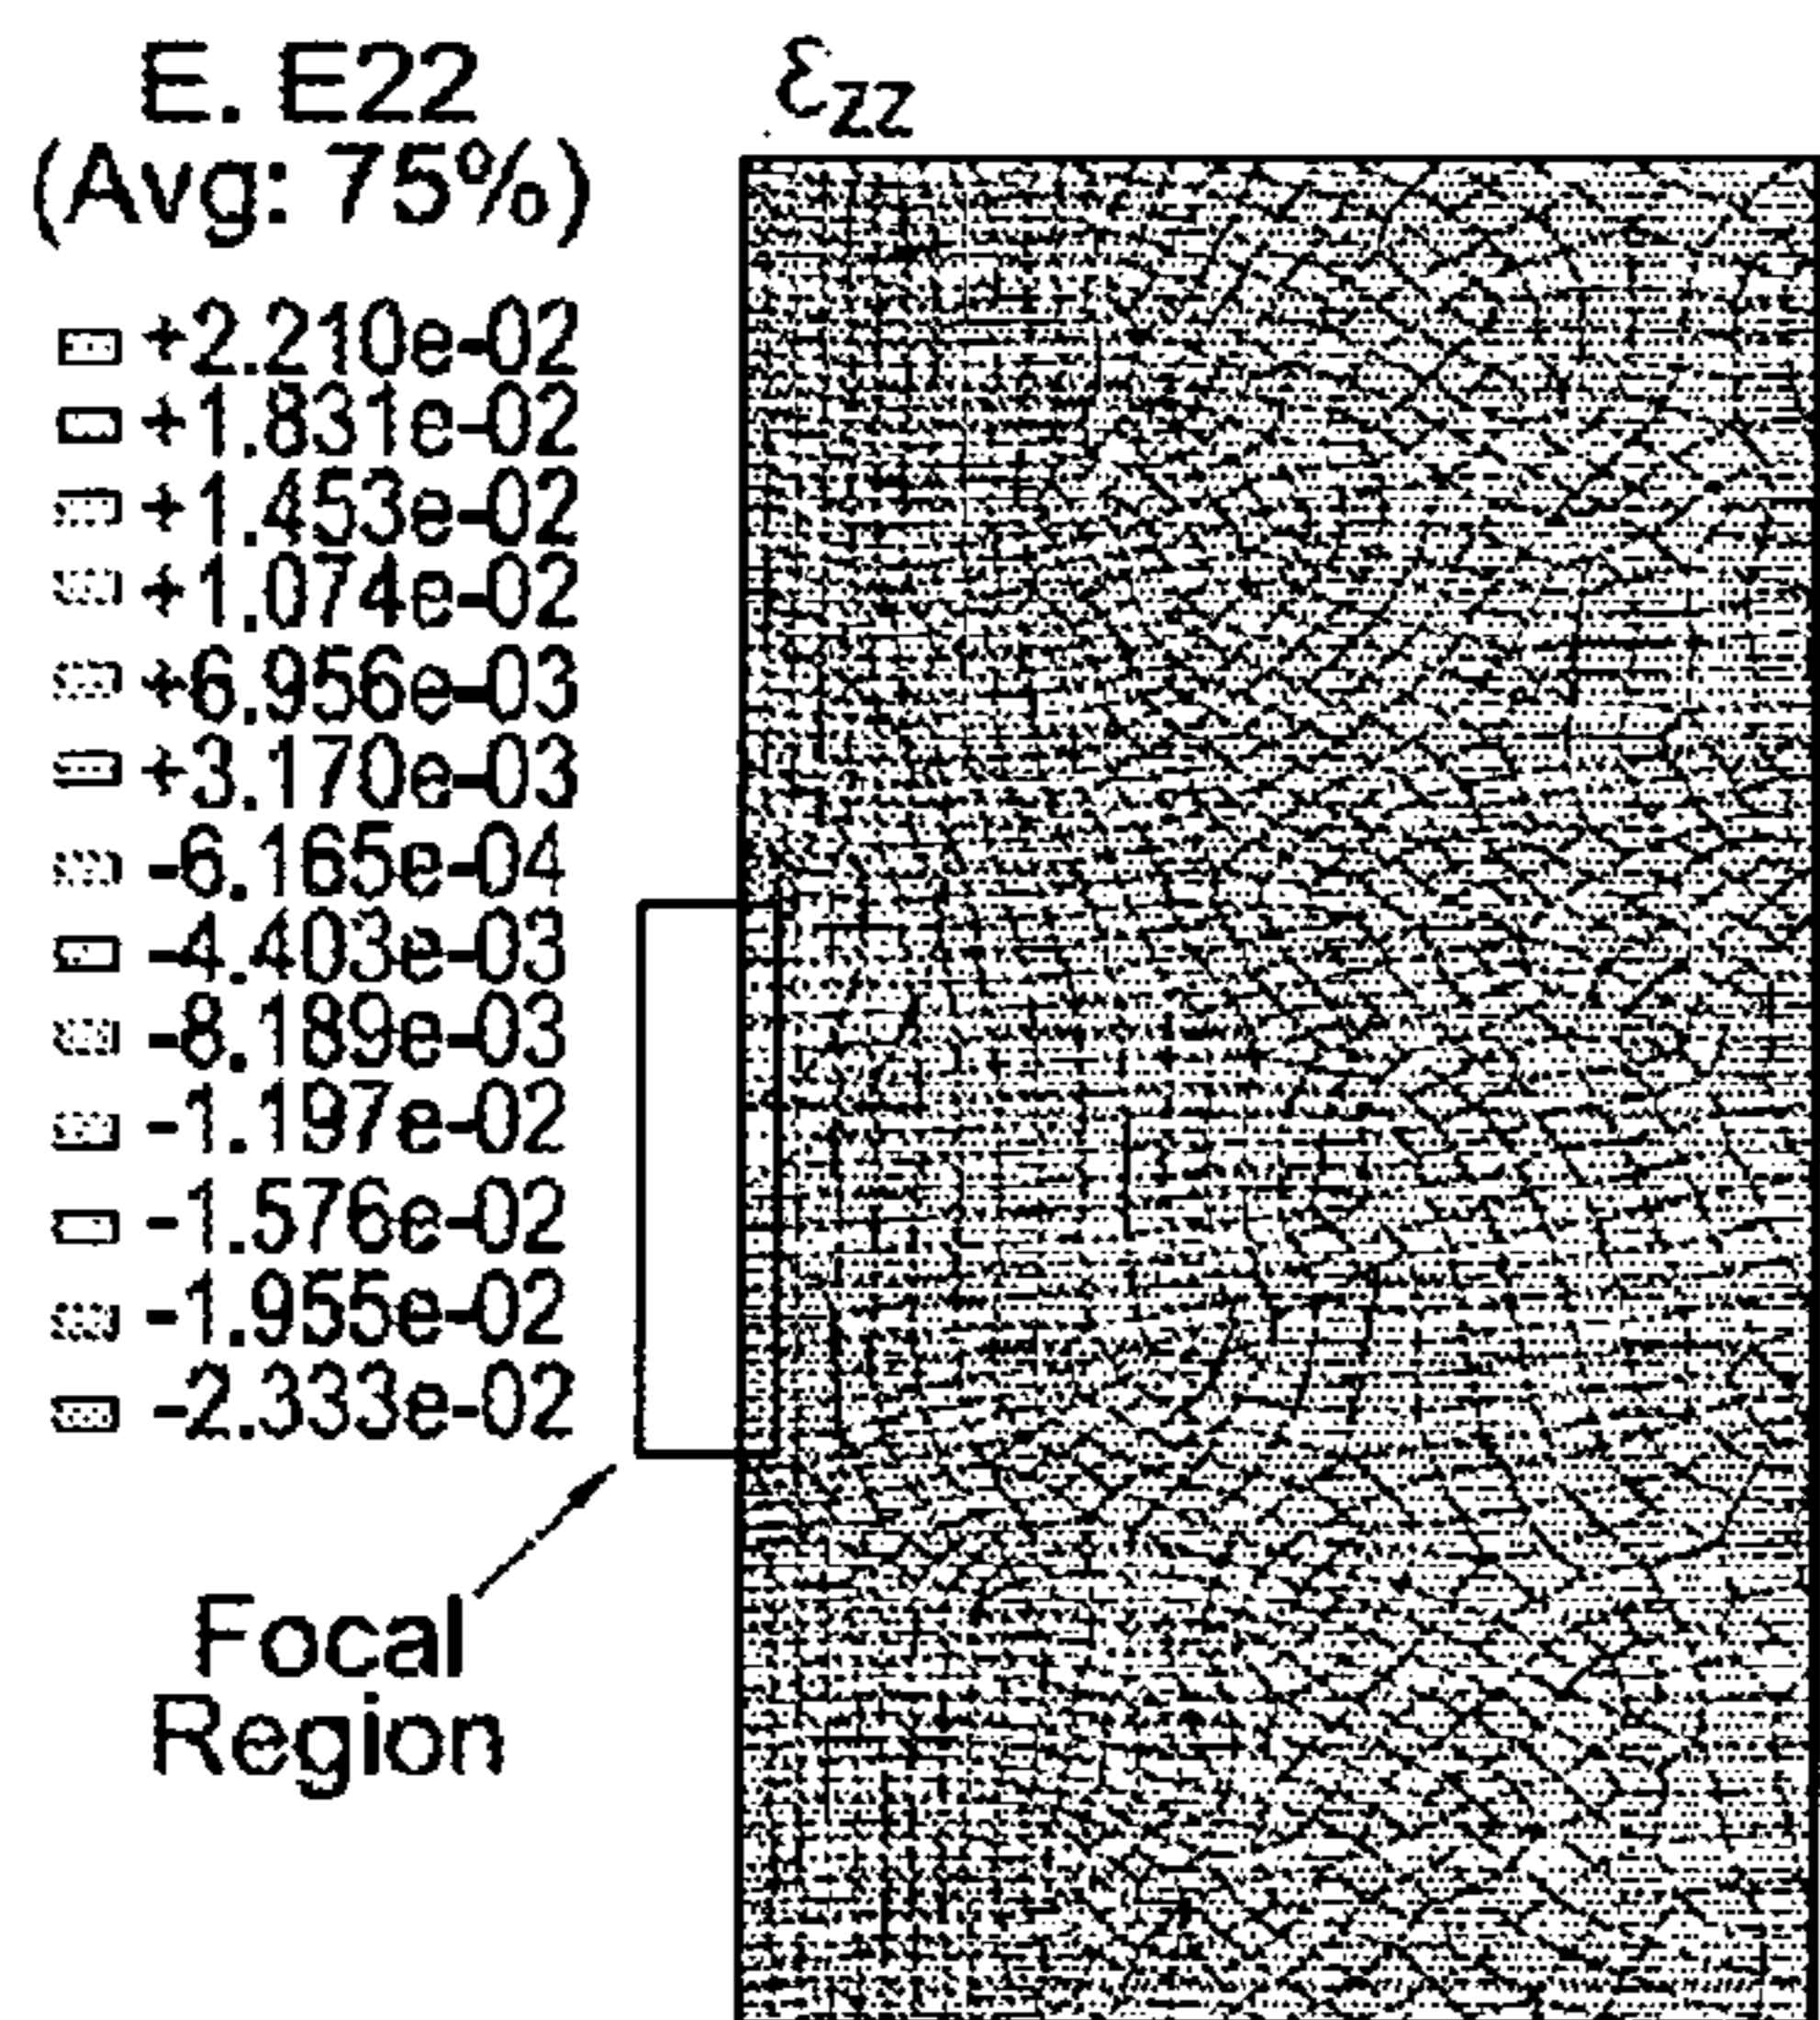 E. E22
(Avg: 75%)
+2.210e-02
+1.831e-02
+1.453e-02
+1.074e-02
+6.956e-03
+3.170e-03
-6.165e-04
-4.403e-03
-8.189e-03
-1.197e-02
-1.576e-02
-1.955e-02
-2.333e-02
εzz
Focal
Region